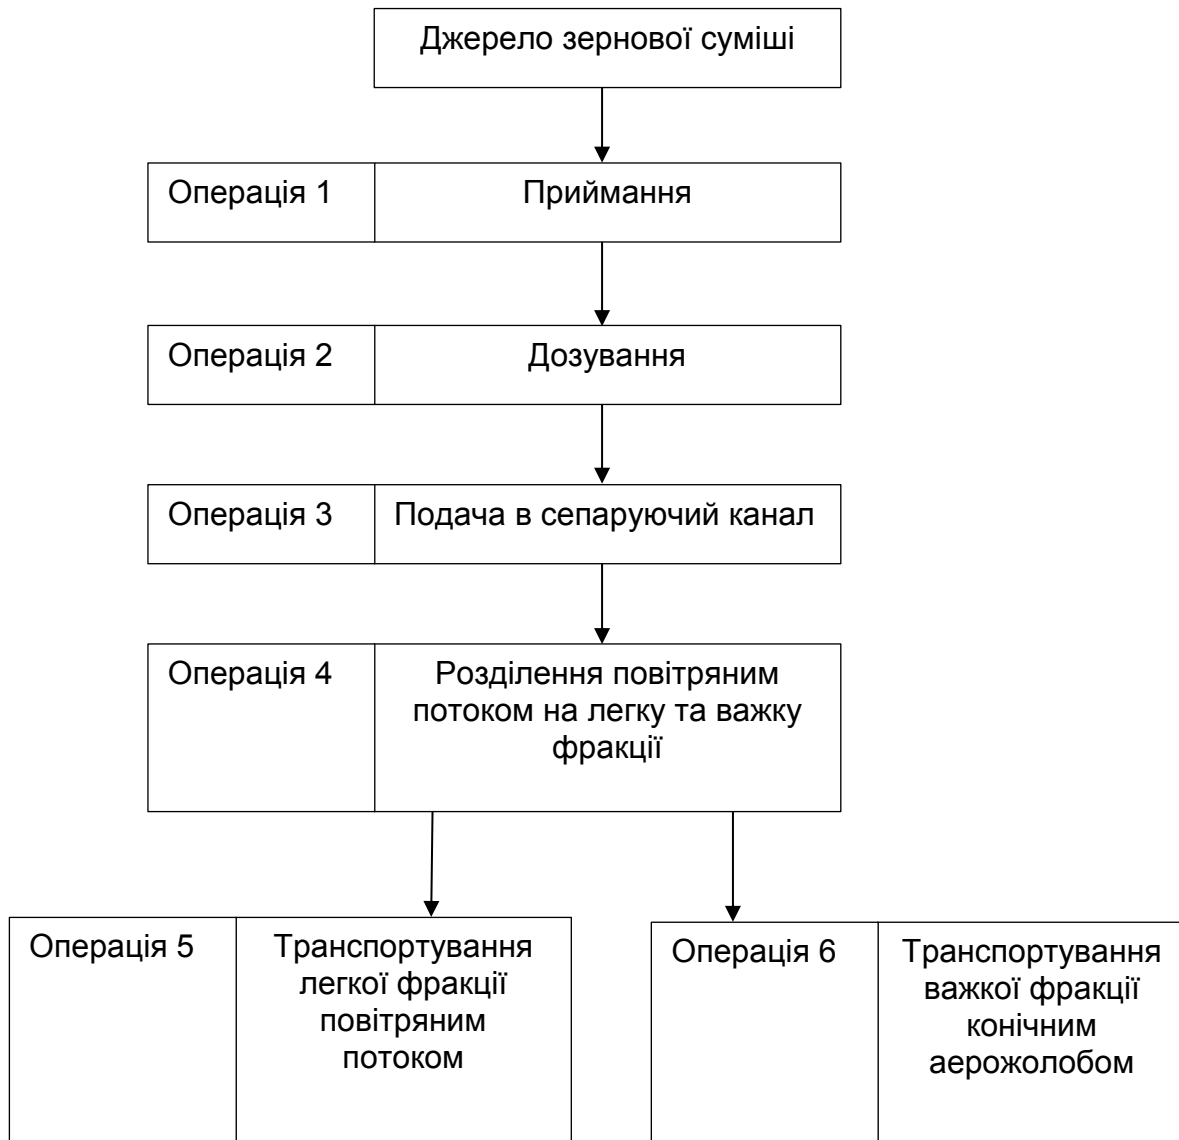 Джерело зернової суміші
Операція 1
Приймання
Операція 2
Дозування
Операція 3
Подача в сепаруючий канал
Операція 4
Розділення повітряним
потоком на легку та важку
фракції
Операція 5
Транспортування
легкої фракції
повітряним
потоком
Операція 6
Транспортування
важкої фракції
конічним
аерожолобом